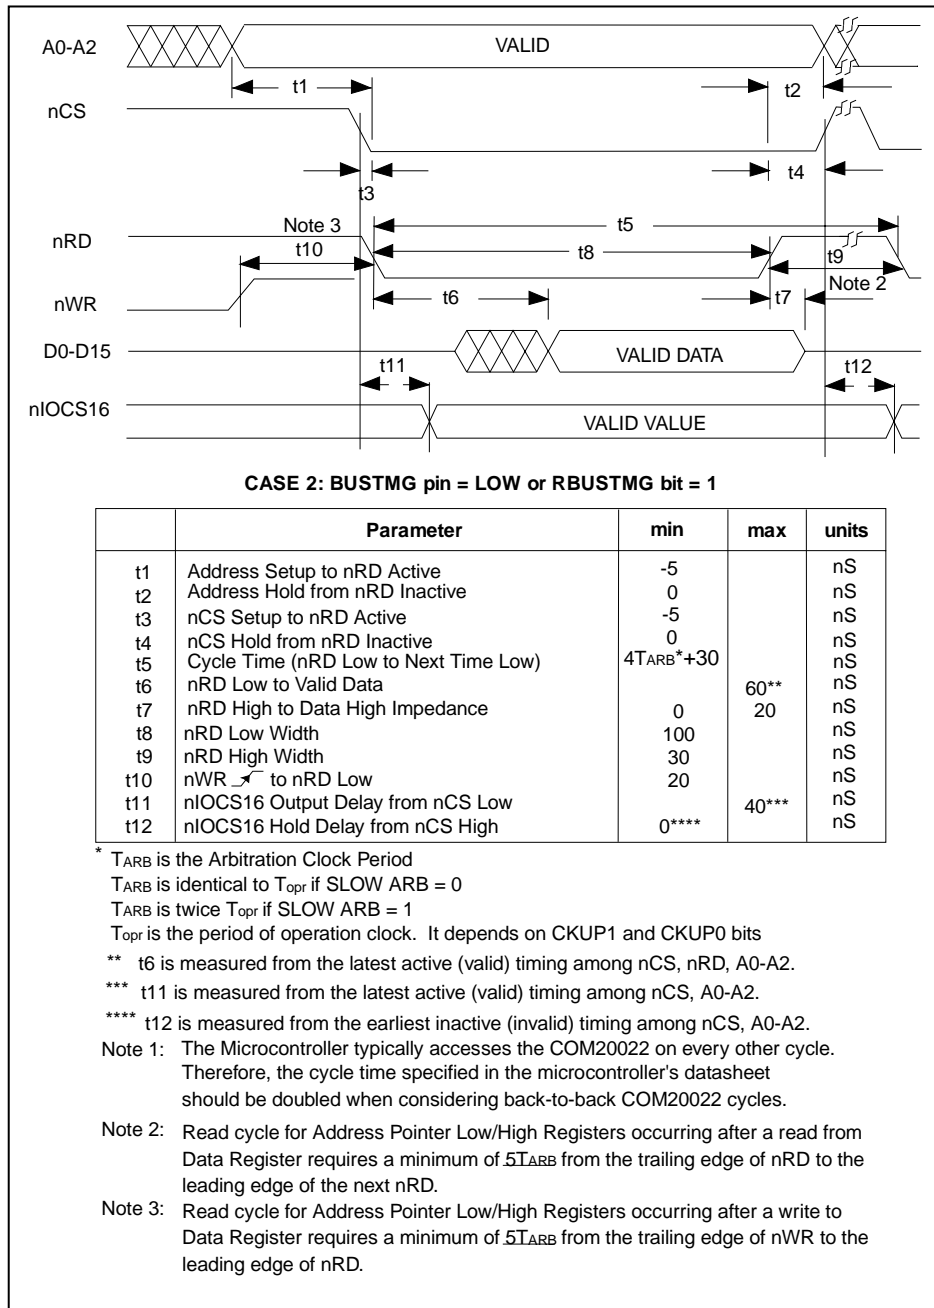 A0-A2 VALID
t1 t2
nCS
t3 t4
nRD Note 3 t5
t10 t8 t9
nWR t6 t7 Note 2
D0-D15 VALID DATA
t11 t12
nIOCS16 VALID VALUE
CASE 2: BUSTMG pin = LOW or RBUSTMG bit = 1
Parameter min max units
t1 Address Setup to nRD Active -5 nS
t2 Address Hold from nRD Inactive 0 nS
t3 nCS Setup to nRD Active -5 nS
t4 nCS Hold from nRD Inactive 0 nS
t5 Cycle Time (nRD Low to Next Time Low) 4TARB*+30 nS
t6 nRD Low to Valid Data 60** nS
t7 nRD High to Data High Impedance 0 20 nS
t8 nRD Low Width 100 nS
t9 nRD High Width 30 nS
t10 nWR to nRD Low 20 nS
t11 nIOCS16 Output Delay from nCS Low 40*** nS
t12 nIOCS16 Hold Delay from nCS High 0**** nS
* TARB is the Arbitration Clock Period
TARB is identical to Topr if SLOW ARB = 0
TARB is twice Topr if SLOW ARB = 1
Topr is the period of operation clock. It depends on CKUP1 and CKUP0 bits
** t6 is measured from the latest active (valid) timing among nCS, nRD, A0-A2.
*** t11 is measured from the latest active (valid) timing among nCS, A0-A2.
**** t12 is measured from the earliest inactive (invalid) timing among nCS, A0-A2.
Note 1: The Microcontroller typically accesses the COM20022 on every other cycle.
Therefore, the cycle time specified in the microcontroller's datasheet
should be doubled when considering back-to-back COM20022 cycles.
Note 2: Read cycle for Address Pointer Low/High Registers occurring after a read from
Data Register requires a minimum of 5TARB from the trailing edge of nRD to the
leading edge of the next nRD.
Note 3: Read cycle for Address Pointer Low/High Registers occurring after a write to
Data Register requires a minimum of 5TARB from the trailing edge of nWR to the
leading edge of nRD.